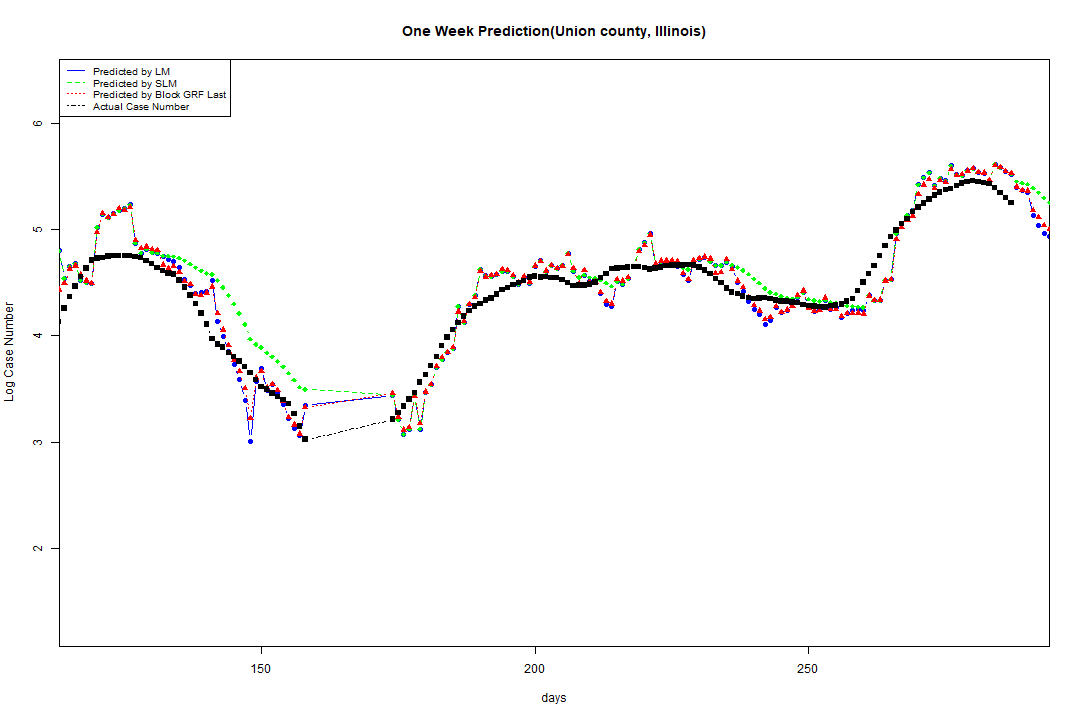 One Week Prediction(Union county, Illinois)
Predicted by LM
Predicted by SLM
Predicted by Block GRF Last
Actual Case Number
6
5
4
3
2
Log Case Number
150 200 250
days